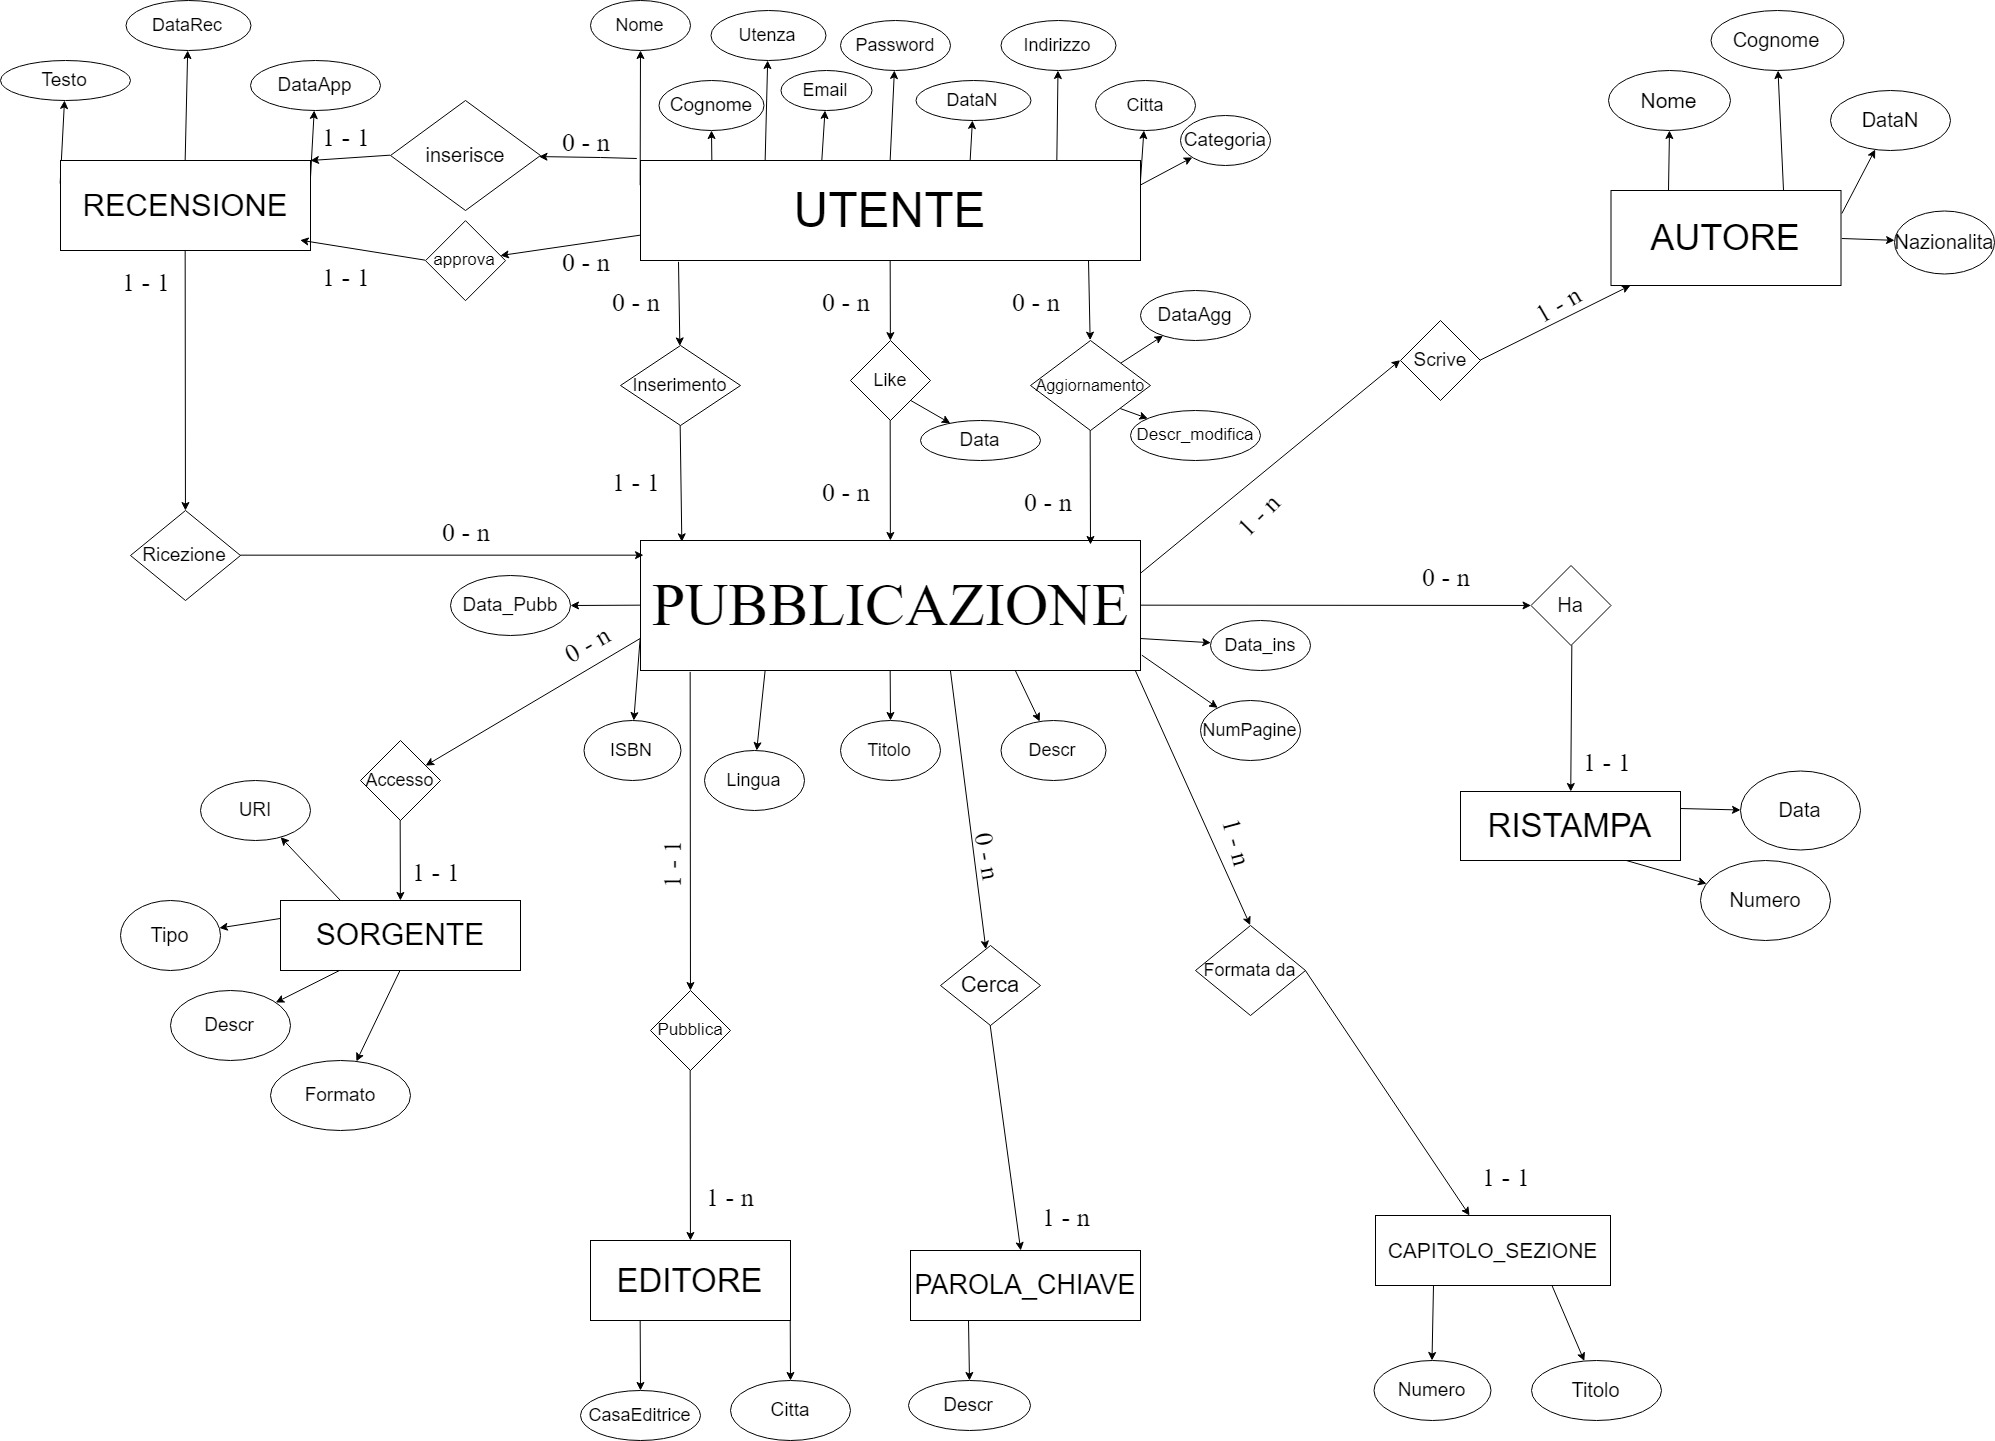 DataRec
Nome
Utenza
Password
Indirizzo
Cognome
Testo
DataApp
Email
DataN
Citta
Cognome
Nome
DataN
Categoria
1 - 1
inserisce
0 - n
RECENSIONE
UTENTE
AUTORE
Nazionalita
approva
1 - 1
0 - n
1 - 1
0 - n
0 - n
0 - n
DataAgg
1 - n
Scrive
Inserimento
Like
Aggiornamento
Data
Descr_modifica
1 - 1
0 - n
0 - n
1 - n
Ricezione
0 - n
PUBBLICAZIONE
Data_Pubb
0 - n
Ha
0 - n
Data_ins
NumPagine
ISBN
Lingua
Titolo
Descr
Accesso
1 - 1
URI
1 - 1
RISTAMPA
Data
Numero
1 - 1
0 - n
1 - n
SORGENTE
Tipo
Descr
Formato
Pubblica
Cerca
Formata da
1 - n
1 - n
1 - 1
EDITORE
PAROLA_CHIAVE
CAPITOLO_SEZIONE
CasaEditrice
Citta
Descr
Numero
Titolo